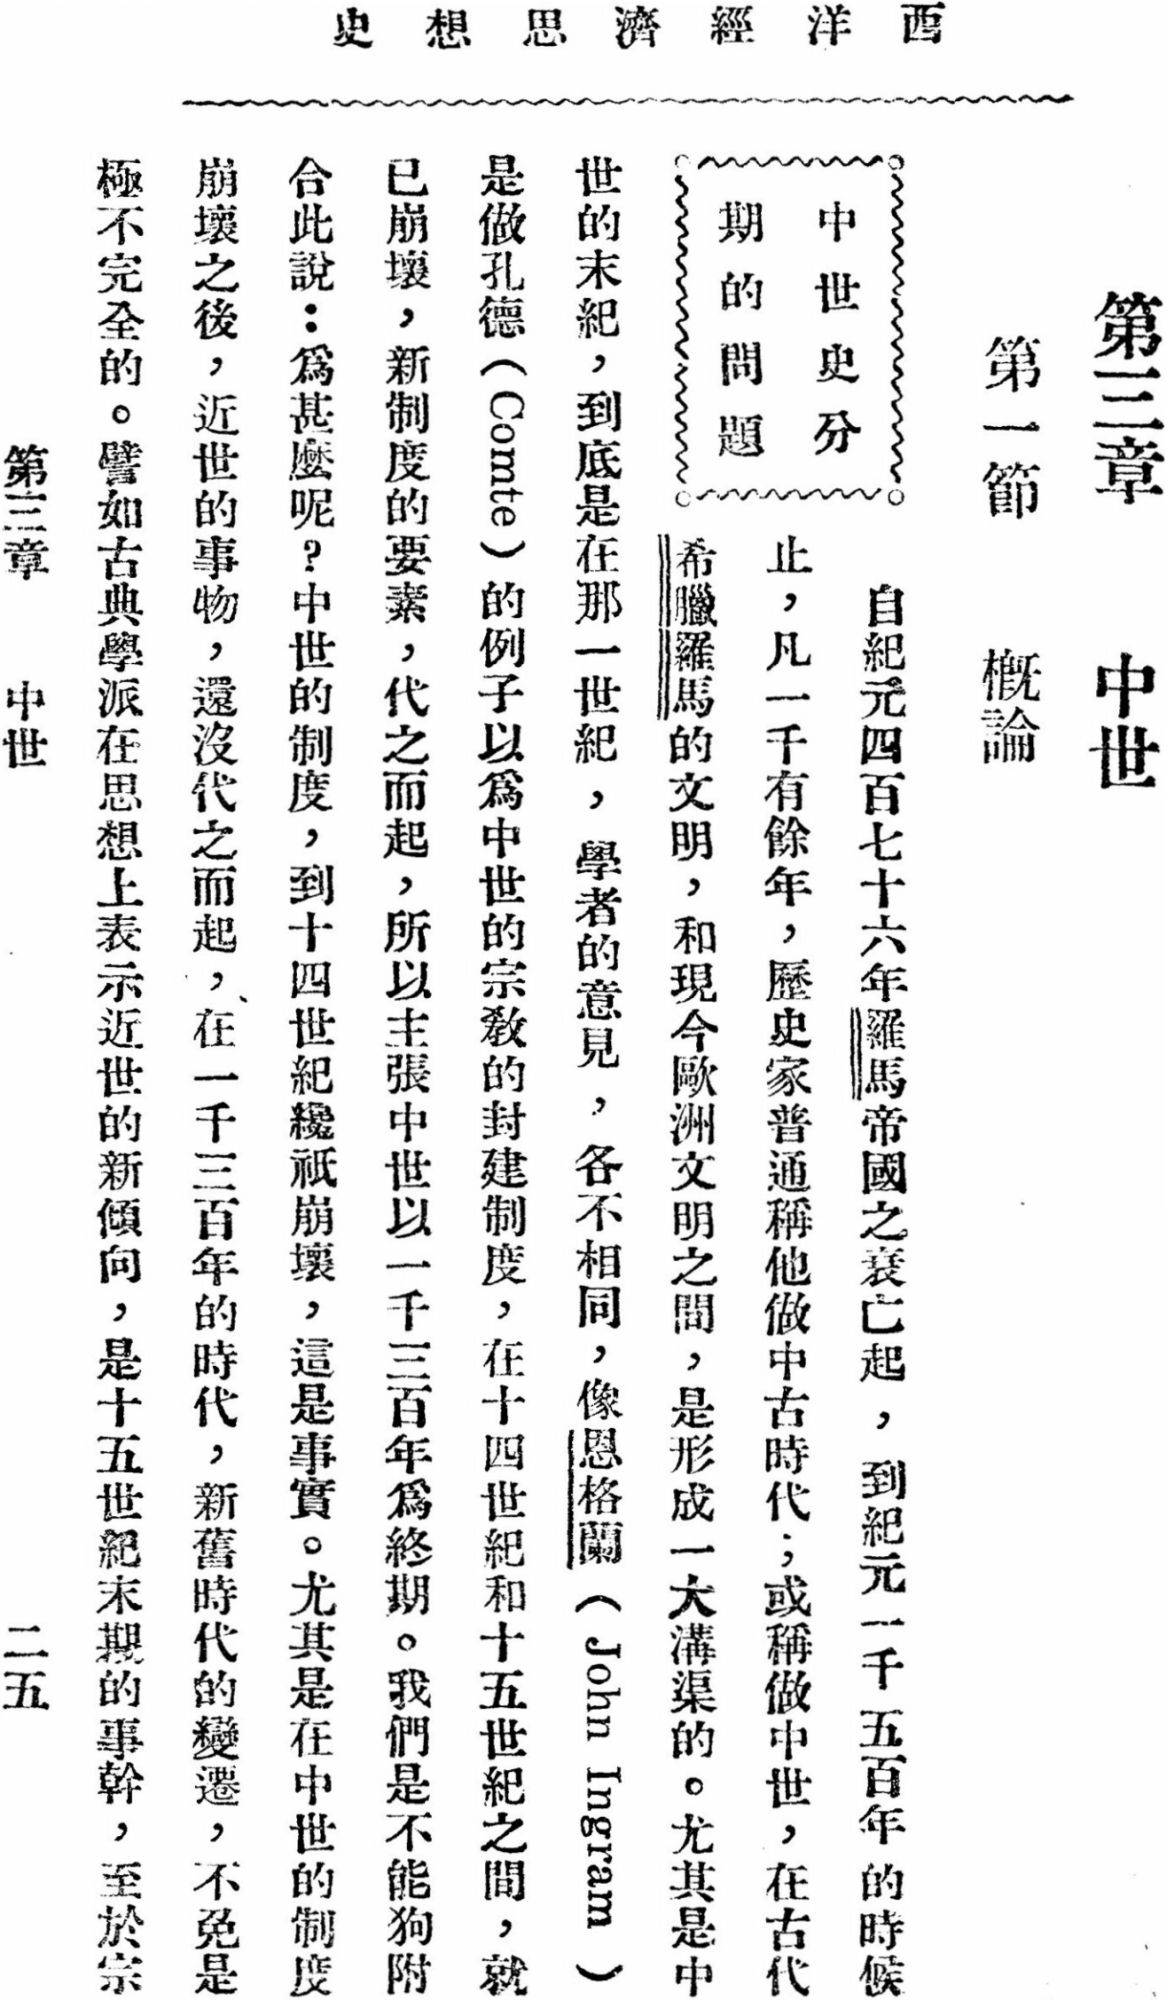 西洋經濟思想史
第三章　中世
第一節　概論
中世史分
期的問題
自紀元四百七十六年羅馬帝國之衰亡起，到紀元一千五百年的時候
止，凡一千有餘年，歷史家普通稱他做中古時代；或稱做中世，在古代
希臘羅馬的文明，和現今歐洲文明之間，是形成一大溝渠的。尤其是中
世的末紀，到底是在那一世紀，學者的意見，各不相同，像恩格蘭（John Ingram）
是做孔德（Comte）的例子以爲中世的宗教的封建制度，在十四世紀和十五世紀之間，就
已崩壞，新制度的要素，代之而起，所以主張中世以一千三百年爲終期。我們是不能狥附
合此說：爲甚麼呢？中世的制度，到十四世紀纔祇崩壞，這是事實。尤其是在中世的制度
崩壞之後，近世的事物，還沒代之而起，在一千三百年的時代，新舊時代的變遷，不免是
極不完全的。譬如古典學派在思想上表示近世的新傾向，是十五世紀末期的事幹，至於宗
第三章　中世　二五